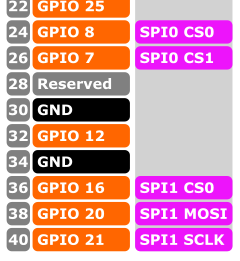 22 GPIO 25
24 GPIO 8 SPI0 CS0
26 GPIO 7 SPI0 CS1
28 Reserved
30 GND
32 GPIO 12
34 GND
36 GPIO 16 SPI1 CS0
38 GPIO 20 SPI1 MOSI
40 GPIO 21 SPI1 SCLK